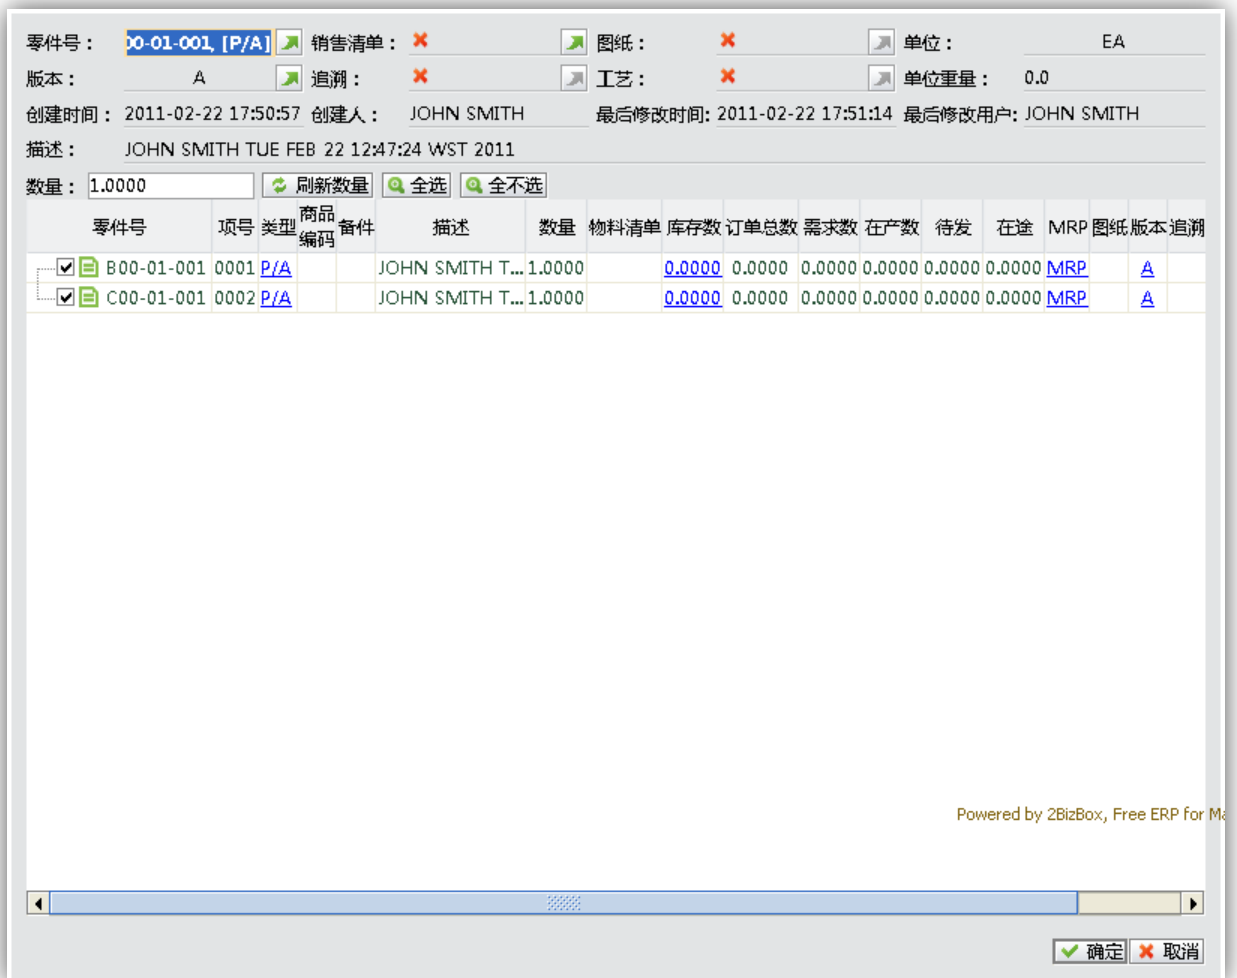 零件号： 00-01-001, [P/A] 销售清单： 图纸： 单位： EA
版本： A 追溯： 工艺： 单位重量： 0.0
创建时间： 2011-02-22 17:50:57 创建人： JOHN SMITH 最后修改时间: 2011-02-22 17:51:14 最后修改用户: JOHN SMITH
描述： JOHN SMITH TUE FEB 22 12:47:24 WST 2011
数量： 1.0000 刷新数量 全选 全不选
零件号 项号 类型 商品编码 备件 描述 数量 物料清单 库存数 订单总数 需求数 在产数 待发 在途 MRP 图纸 版本 追溯
B00-01-001 0001 P/A JOHN SMITH T... 1.0000 0.0000 0.0000 0.0000 0.0000 0.0000 0.0000 MRP A
C00-01-001 0002 P/A JOHN SMITH T... 1.0000 0.0000 0.0000 0.0000 0.0000 0.0000 0.0000 MRP A
Powered by 2BizBox, Free ERP for Ma
确定 取消